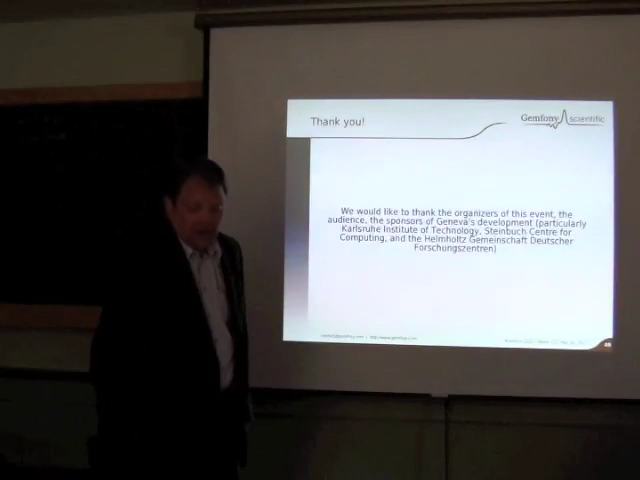 Thank you!
Gemfony scientific
We would like to thank the organizers of this event, the
audience, the sponsors of Geneva's development (particularly
Karlsruhe Institute of Technology, Steinbuch Centre for
Computing, and the Helmholtz Gemeinschaft Deutscher
Forschungszentren)